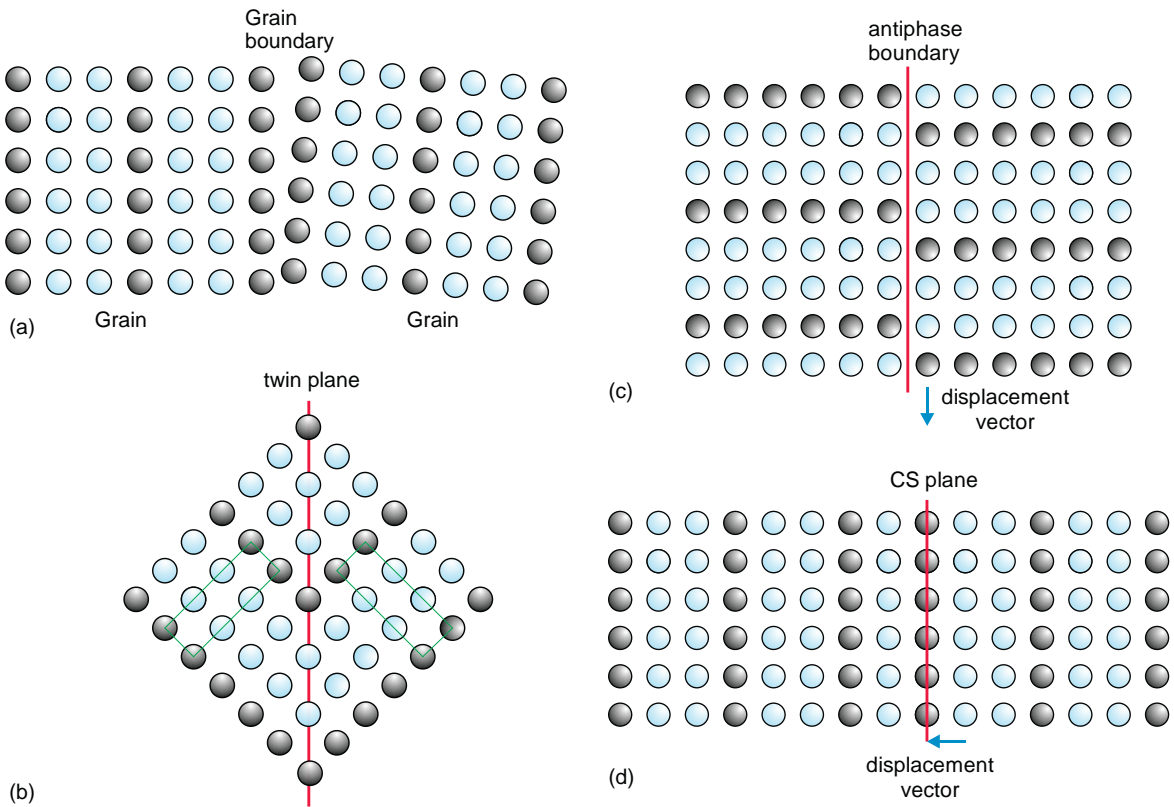 Grain
boundary
Grain
Grain
(a)
twin plane
(b)
antiphase
boundary
displacement
vector
(c)
CS plane
displacement
vector
(d)